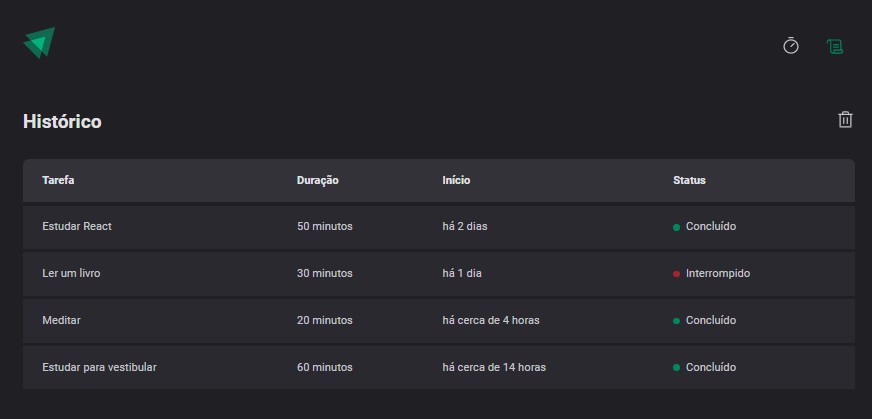 Histórico
Tarefa Duração Início Status
Estudar React 50 minutos há 2 dias Concluído
Ler um livro 30 minutos há 1 dia Interrompido
Meditar 20 minutos há cerca de 4 horas Concluído
Estudar para vestibular 60 minutos há cerca de 14 horas Concluído